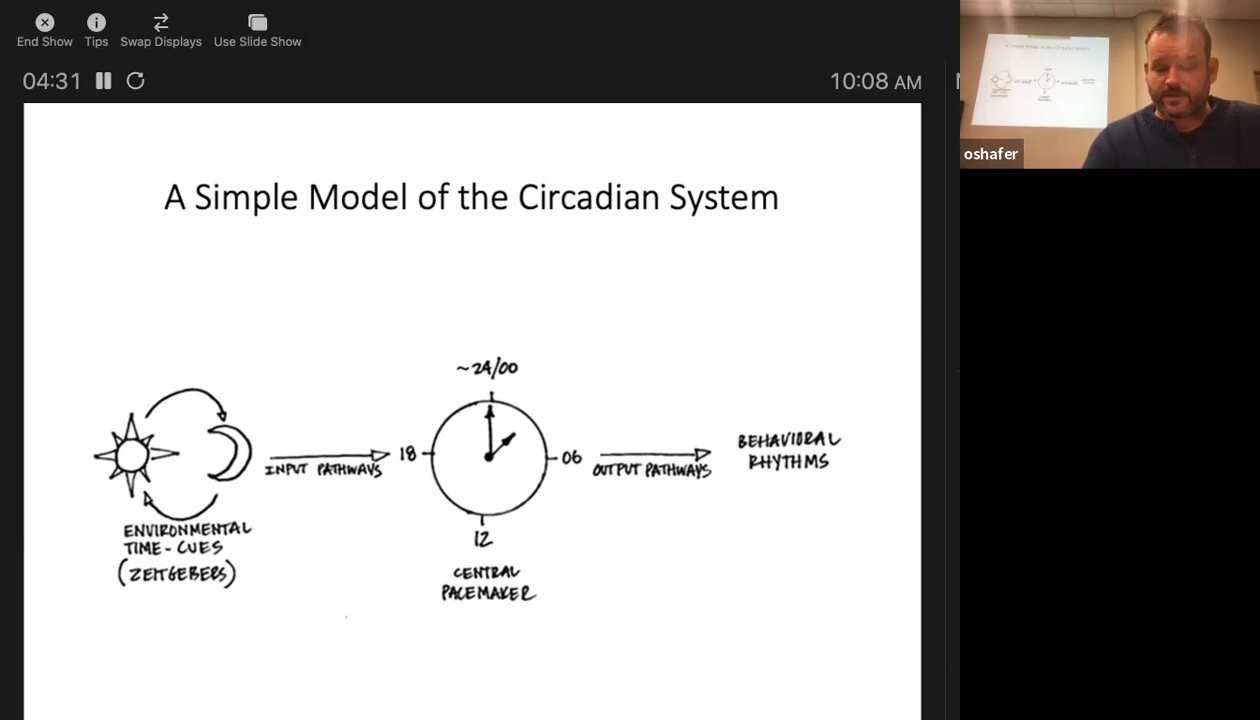 End Show
Tips
Swap Displays
Use Slide Show
04:31
10:08 AM
oshafer
A Simple Model of the Circadian System
~24/00
18
06
12
INPUT PATHWAYS
OUTPUT PATHWAYS
BEHAVIORAL
RHYTHMS
ENVIRONMENTAL
TIME-CUES
(ZEITGEBERS)
CENTRAL
PACEMAKER